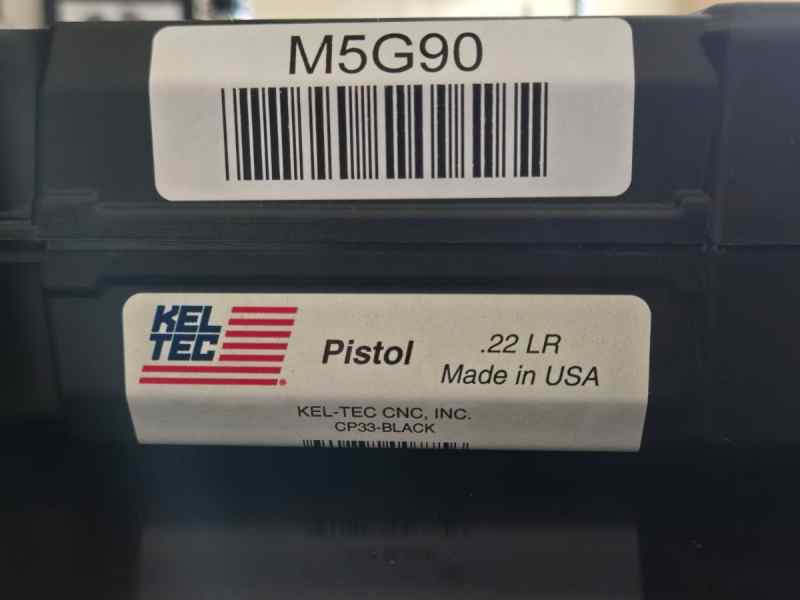 M5G90
KEL
TEC
Pistol
.22 LR
Made in USA
KEL-TEC CNC, INC.
CP33-BLACK